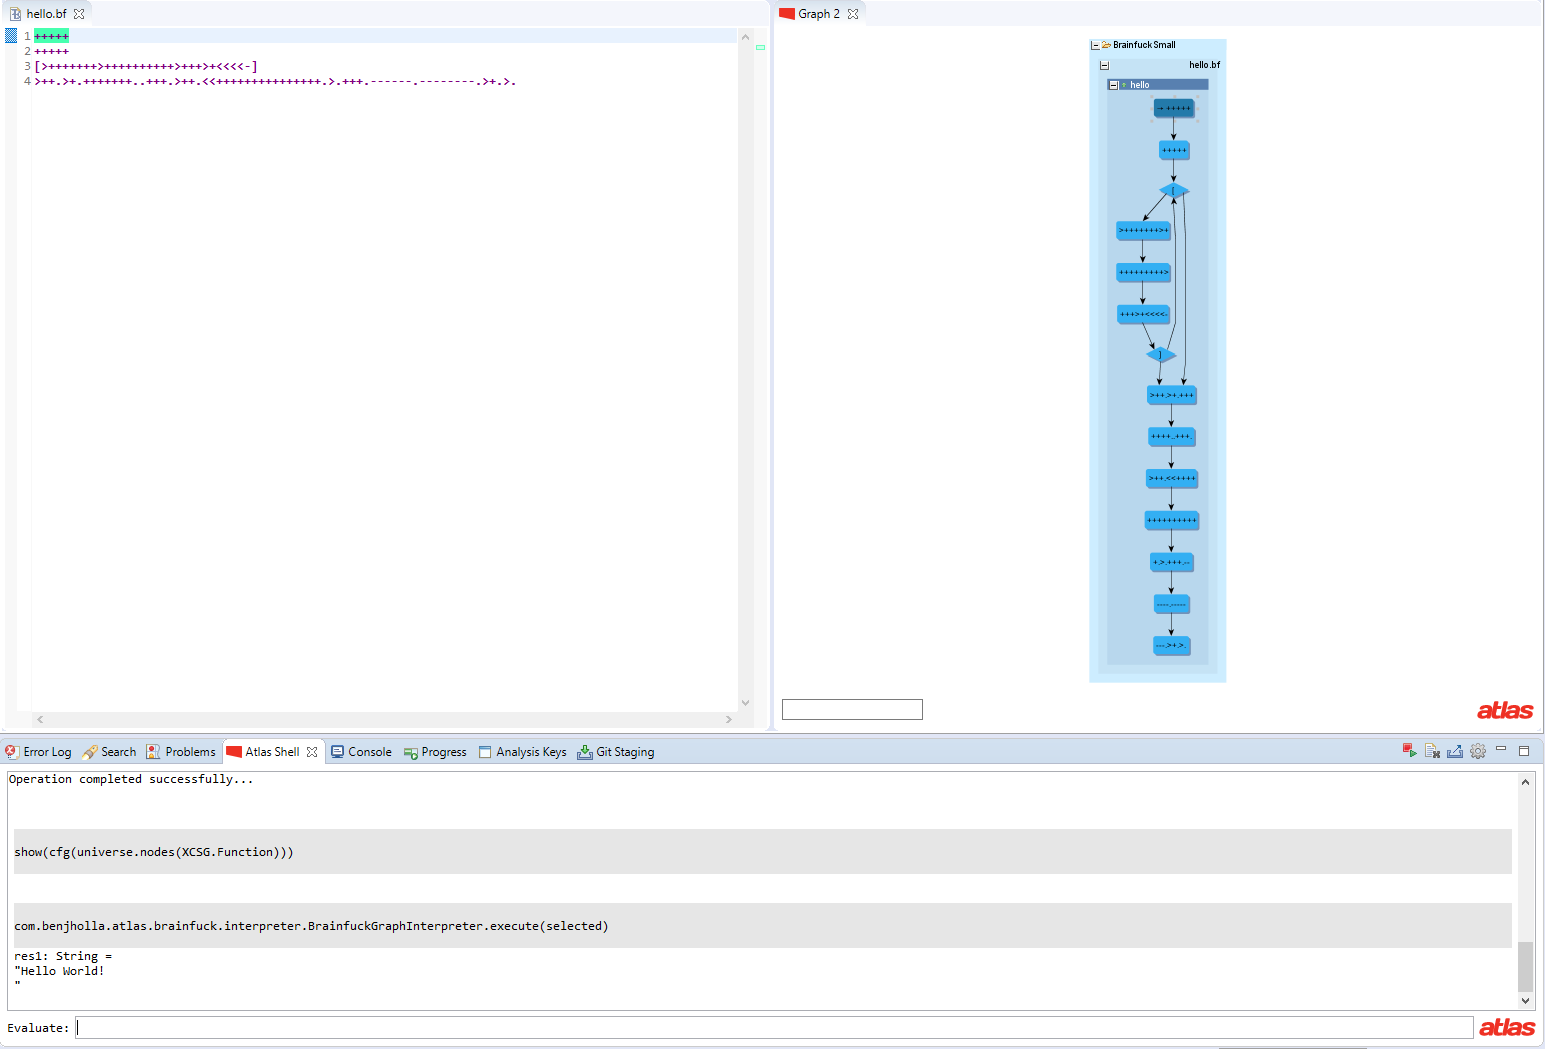 hello.bf
1 +++++
2 +++++
3 [>+++++++>++++++++++>+++>+<<<<-]
4 >++.>+.+++++++..+++.>++.<<+++++++++++++++.>.+++.------.--------.>+.>.
Graph 2
Brainfuck Small
hello.bf
hello
→ +++++
+++++
[
>+++++++>+
+++++++++>
+++>+<<<<-
]
>++.>+.+++
++++..+++.
>++.<<++++
++++++++++
+.>.+++.--
----.-----
---.>+.>.
atlas
Error Log
Search
Problems
Atlas Shell
Console
Progress
Analysis Keys
Git Staging
Operation completed successfully...
show(cfg(universe.nodes(XCSG.Function)))
com.benjholla.atlas.brainfuck.interpreter.BrainfuckGraphInterpreter.execute(selected)
res1: String =
"Hello World!
"
Evaluate:
atlas